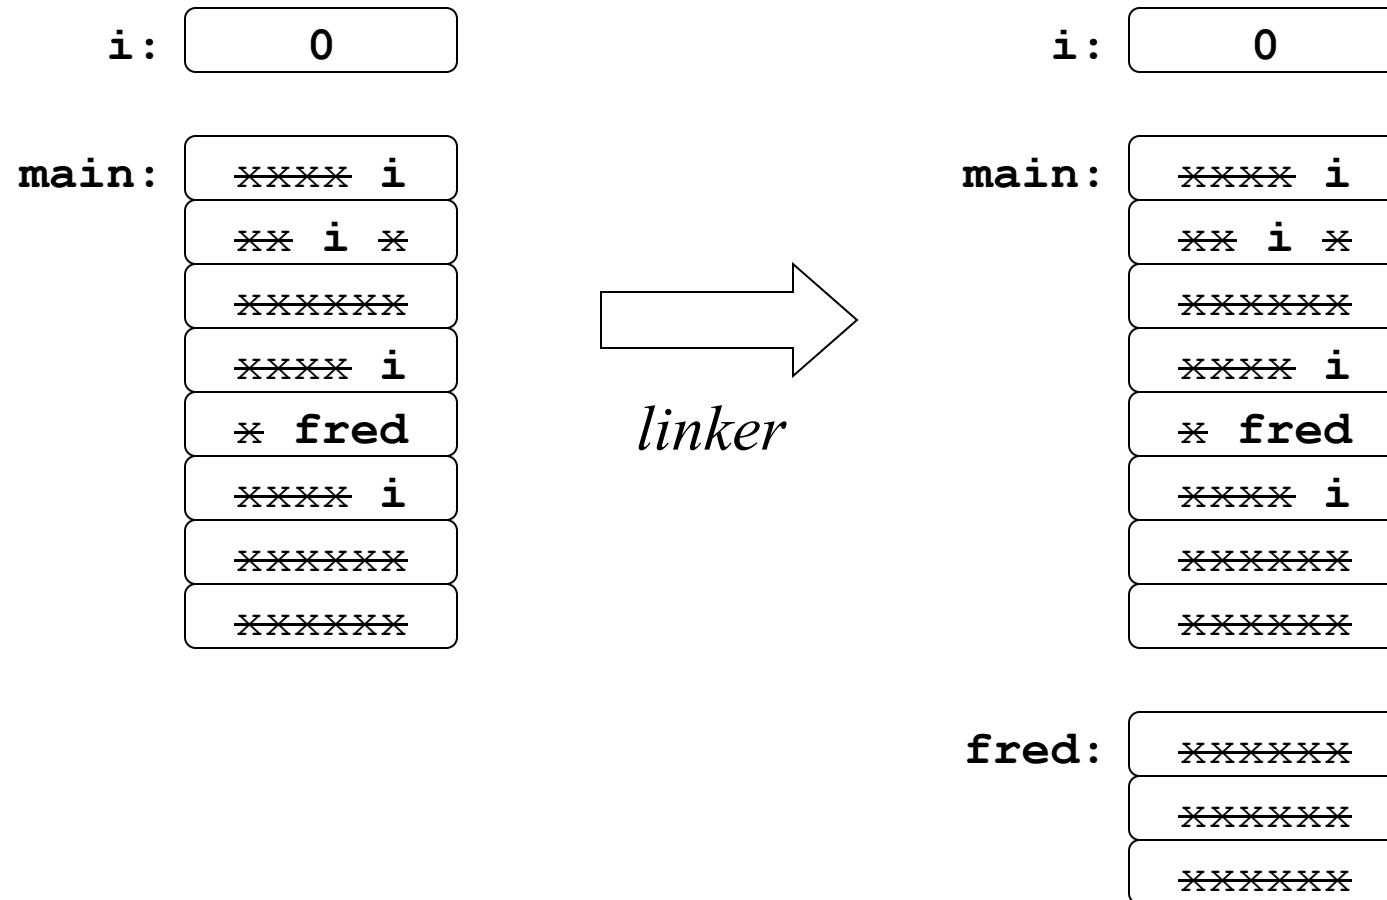 i: 0
main: xxxx i
xx i x
xxxxxx
xxxx i
x fred
xxxx i
xxxxxx
xxxxxx
linker
i: 0
main: xxxx i
xx i x
xxxxxx
xxxx i
x fred
xxxx i
xxxxxx
xxxxxx
fred: xxxxxx
xxxxxx
xxxxxx